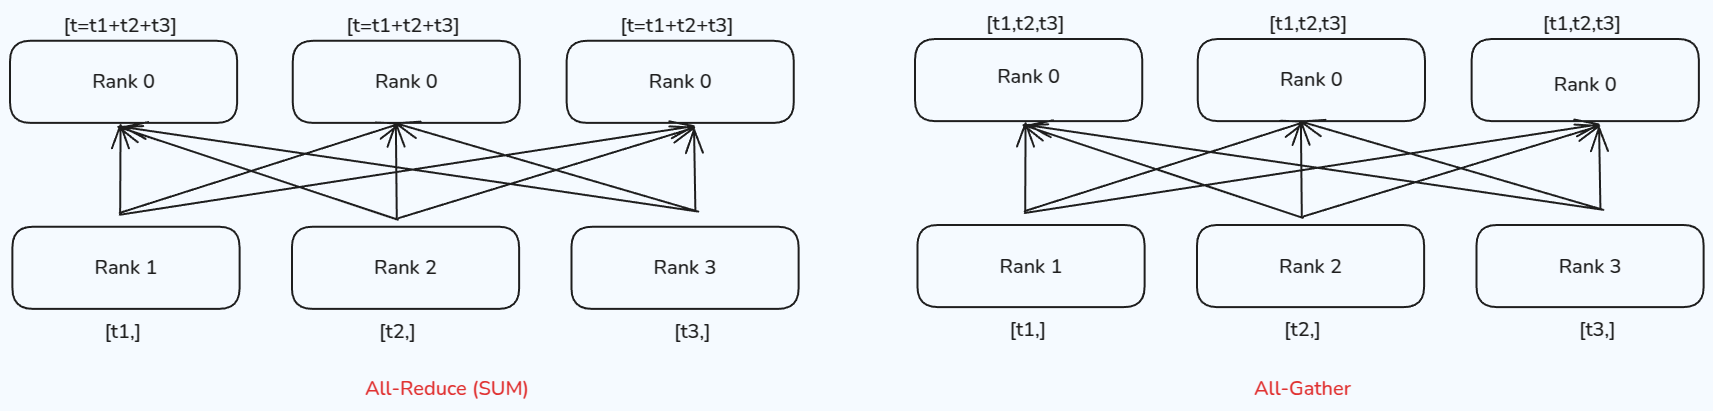 [t=t1+t2+t3] [t=t1+t2+t3] [t=t1+t2+t3]
Rank 0 Rank 0 Rank 0
Rank 1 Rank 2 Rank 3
[t1,] [t2,] [t3,]
All-Reduce (SUM)
[t1,t2,t3] [t1,t2,t3] [t1,t2,t3]
Rank 0 Rank 0 Rank 0
Rank 1 Rank 2 Rank 3
[t1,] [t2,] [t3,]
All-Gather